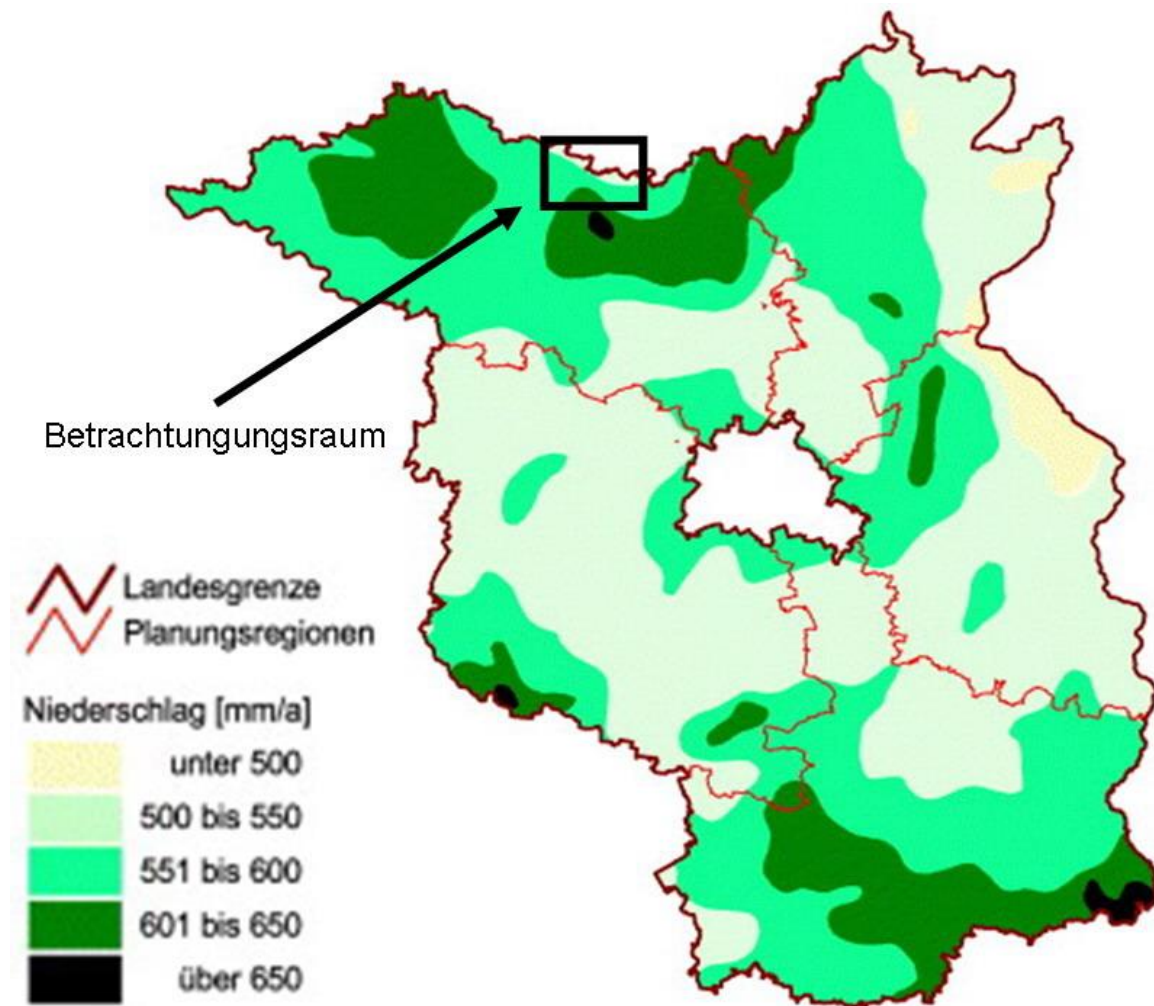 Betrachtungungsraum
Landesgrenze
Planungsregionen
Niederschlag [mm/a]
unter 500
500 bis 550
551 bis 600
601 bis 650
über 650